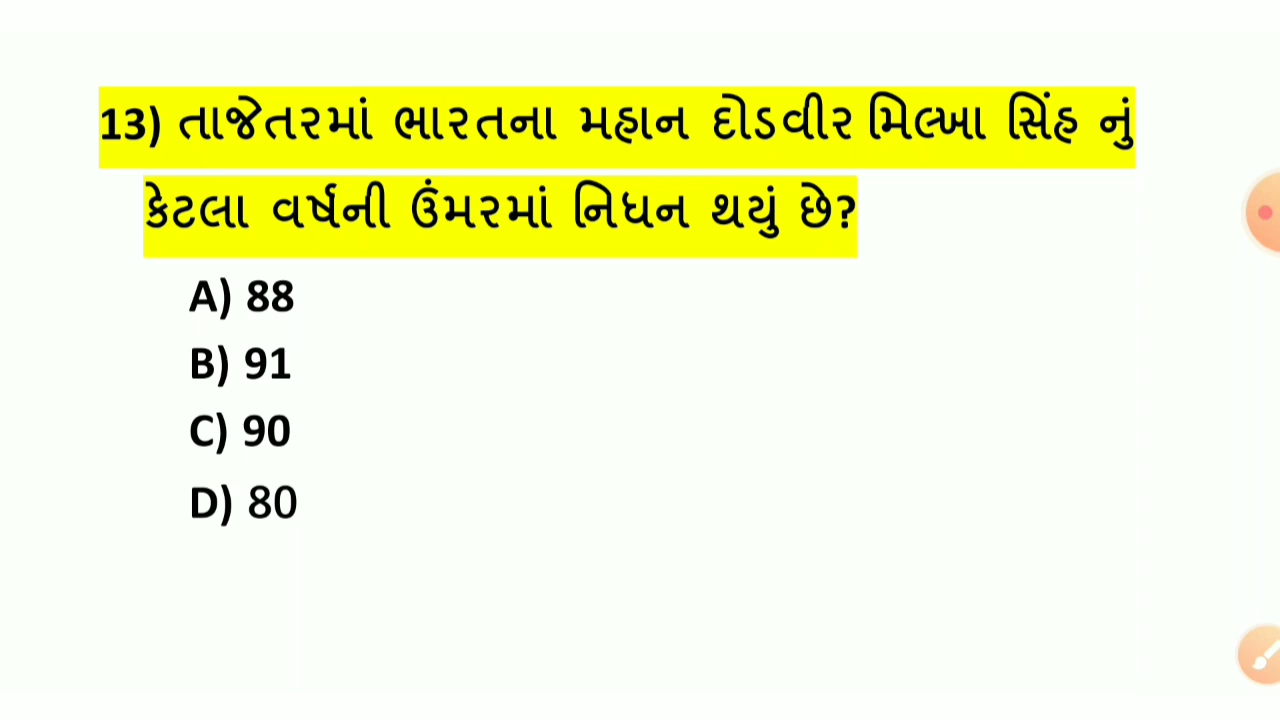 13) તાજેતરમાં ભારતના મહાન દોડવીર મિલ્ખા સિંહ નું
કેટલા વર્ષની ઉંમરમાં નિધન થયું છે?
A) 88
B) 91
C) 90
D) 80